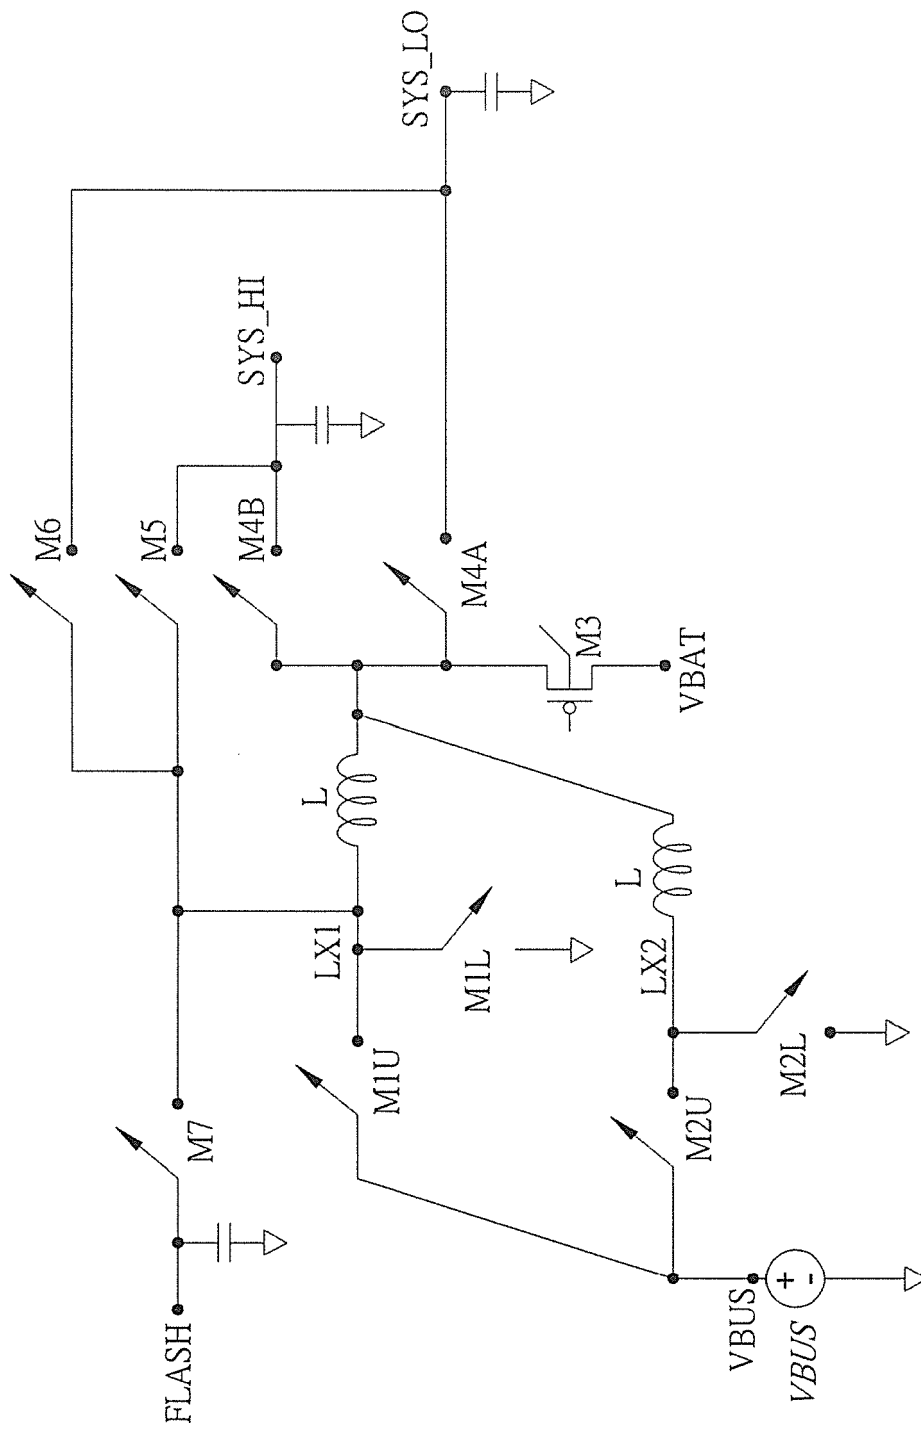 SYS_LO
SYS_HI
M6
M5
M4B
M4A
M3
VBAT
L
L
LX1
M1L
LX2
M1U
M2L
M7
M2U
FLASH
VBUS
+
-
VBUS